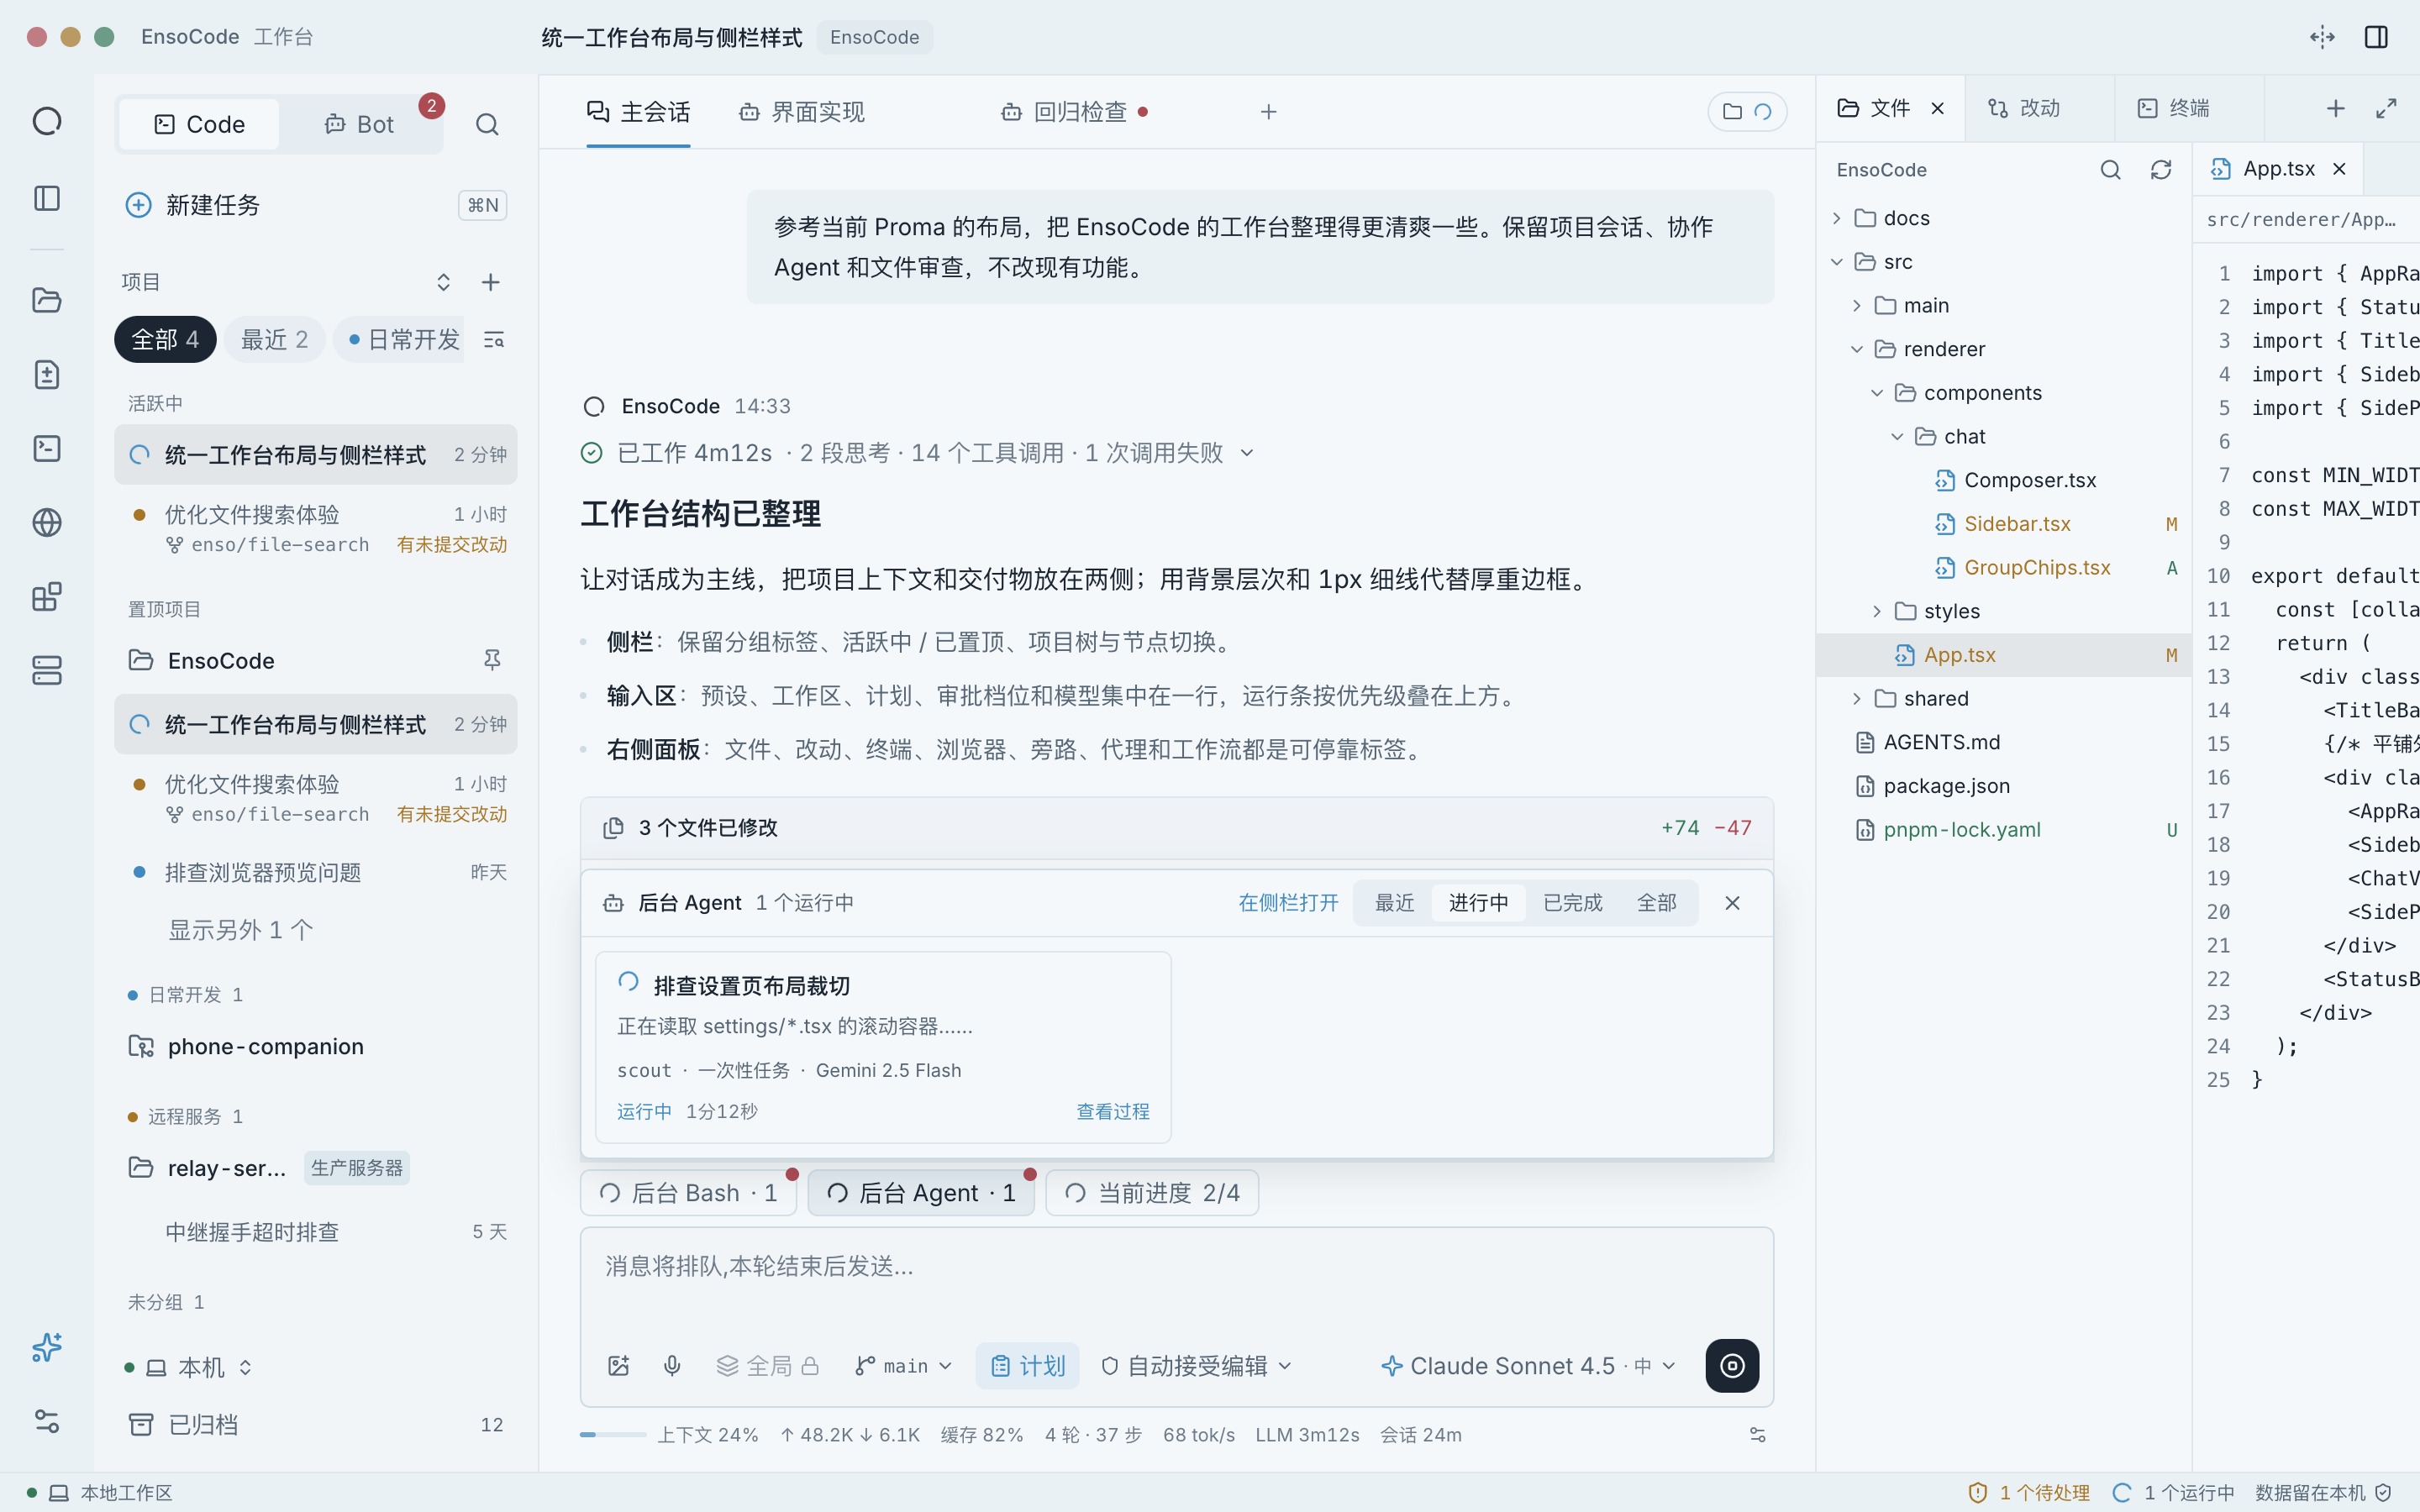 EnsoCode 工作台
统一工作台布局与侧栏样式 EnsoCode
Code
Bot
2
新建任务 ⌘N
项目
全部 4
最近 2
日常开发
活跃中
统一工作台布局与侧栏样式 2 分钟
优化文件搜索体验 1 小时
enso/file-search 有未提交改动
置顶项目
EnsoCode
统一工作台布局与侧栏样式 2 分钟
优化文件搜索体验 1 小时
enso/file-search 有未提交改动
排查浏览器预览问题 昨天
显示另外 1 个
日常开发 1
phone-companion
远程服务 1
relay-ser... 生产服务器
中继握手超时排查 5 天
未分组 1
本机
已归档 12
主会话
界面实现
回归检查
参考当前 Proma 的布局，把 EnsoCode 的工作台整理得更清爽一些。保留项目会话、协作
Agent 和文件审查，不改现有功能。
EnsoCode 14:33
已工作 4m12s · 2 段思考 · 14 个工具调用 · 1 次调用失败
工作台结构已整理
让对话成为主线，把项目上下文和交付物放在两侧；用背景层次和 1px 细线代替厚重边框。
• 侧栏：保留分组标签、活跃中 / 已置顶、项目树与节点切换。
• 输入区：预设、工作区、计划、审批档位和模型集中在一行，运行条按优先级叠在上方。
• 右侧面板：文件、改动、终端、浏览器、旁路、代理和工作流都是可停靠标签。
3 个文件已修改 +74 −47
后台 Agent 1 个运行中 在侧栏打开 最近 进行中 已完成 全部
排查设置页布局裁切
正在读取 settings/*.tsx 的滚动容器......
scout · 一次性任务 · Gemini 2.5 Flash
运行中 1分12秒 查看过程
后台 Bash · 1
后台 Agent · 1
当前进度 2/4
消息将排队,本轮结束后发送...
全局 main 计划 自动接受编辑 Claude Sonnet 4.5 · 中
上下文 24% ↑ 48.2K ↓ 6.1K 缓存 82% 4 轮 · 37 步 68 tok/s LLM 3m12s 会话 24m
文件
改动
终端
EnsoCode
docs
src
main
renderer
components
chat
Composer.tsx
Sidebar.tsx M
GroupChips.tsx A
styles
App.tsx M
shared
AGENTS.md
package.json
pnpm-lock.yaml U
App.tsx
src/renderer/App…
1 import { AppRa
2 import { Statu
3 import { Title
4 import { Sideb
5 import { SideP
6
7 const MIN_WIDT
8 const MAX_WIDT
9
10 export default
11 const [colla
12 return (
13 <div class
14 <TitleBa
15 {/* 平铺
16 <div cla
17 <AppRa
18 <Sideb
19 <ChatV
20 <SideP
21 </div>
22 <StatusB
23 </div>
24 );
25 }
本地工作区
1 个待处理 1 个运行中 数据留在本机